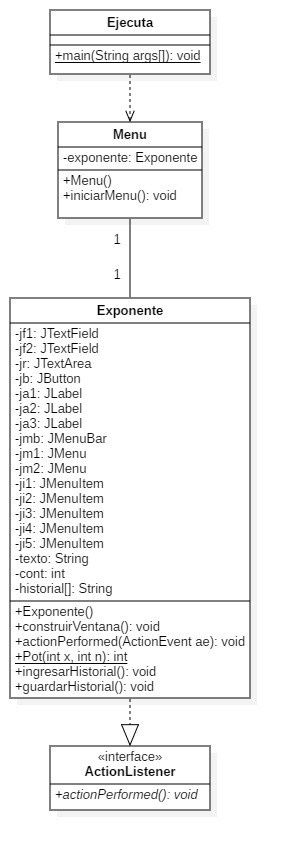 Ejecuta
+main(String args[]): void
Menu
-exponente: Exponente
+Menu()
+iniciarMenu(): void
1
1
Exponente
-jf1: JTextField
-jf2: JTextField
-jr: JTextArea
-jb: JButton
-ja1: JLabel
-ja2: JLabel
-ja3: JLabel
-jmb: JMenuBar
-jm1: JMenu
-jm2: JMenu
-ji1: JMenuItem
-ji2: JMenuItem
-ji3: JMenuItem
-ji4: JMenuItem
-ji5: JMenuItem
-texto: String
-cont: int
-historial[]: String
+Exponente()
+construirVentana(): void
+actionPerformed(ActionEvent ae): void
+Pot(int x, int n): int
+ingresarHistorial(): void
+guardarHistorial(): void
«interface»
ActionListener
+actionPerformed(): void